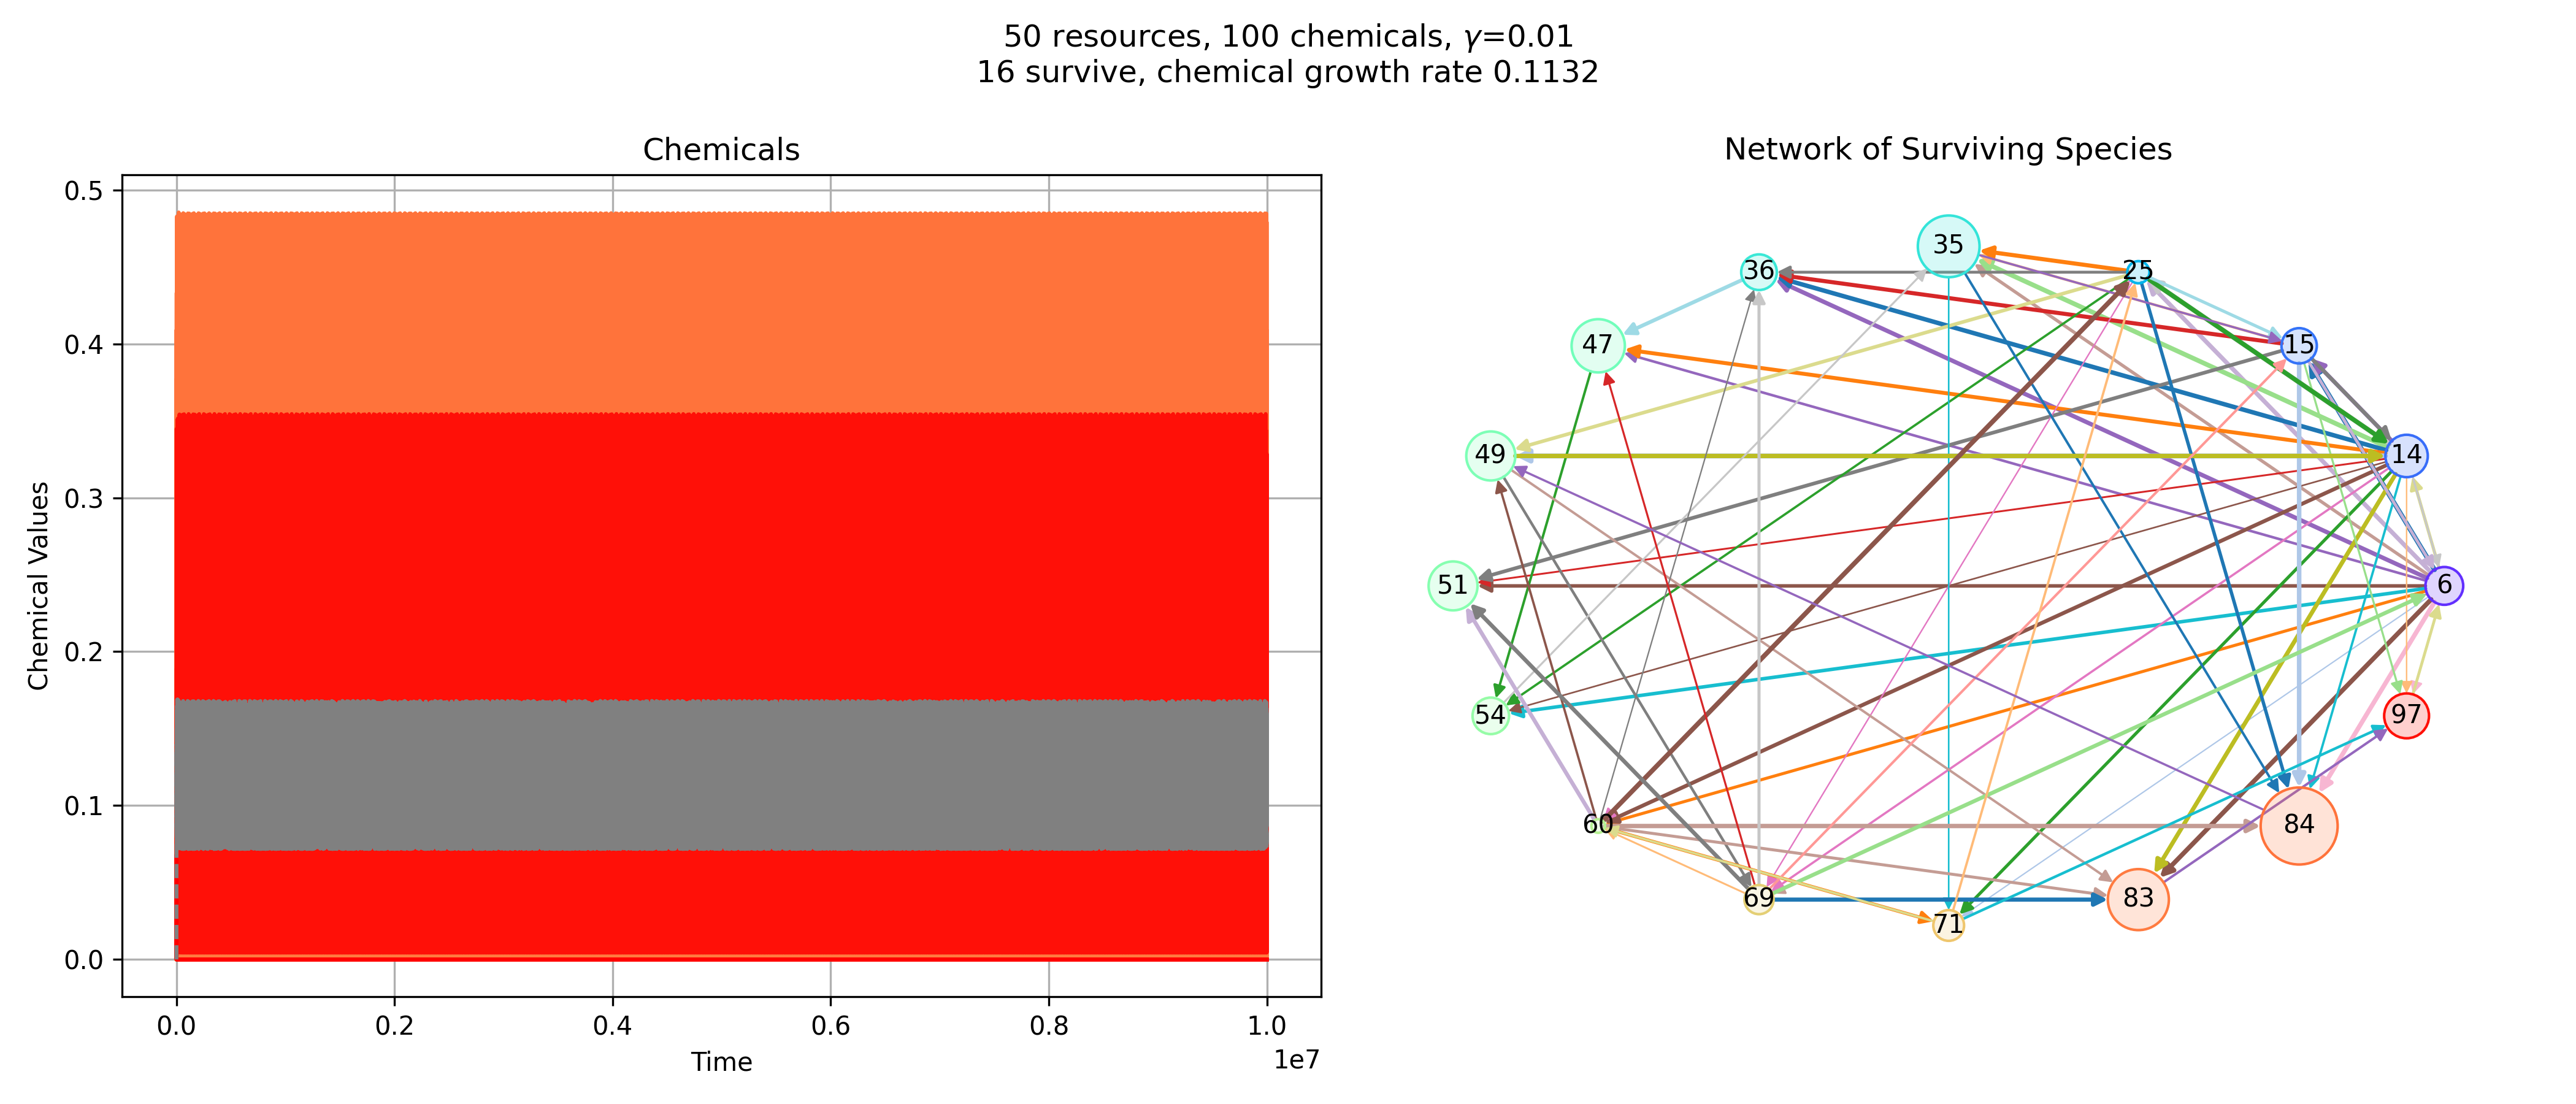 50 resources, 100 chemicals, γ=0.01
16 survive, chemical growth rate 0.1132
Chemicals
Network of Surviving Species
0.5
0.4
0.3
0.2
0.1
0.0
Chemical Values
0.0 0.2 0.4 0.6 0.8 1.0
Time
1e7
35
36
25
47
15
49
14
51
6
54
97
60
84
69
83
71